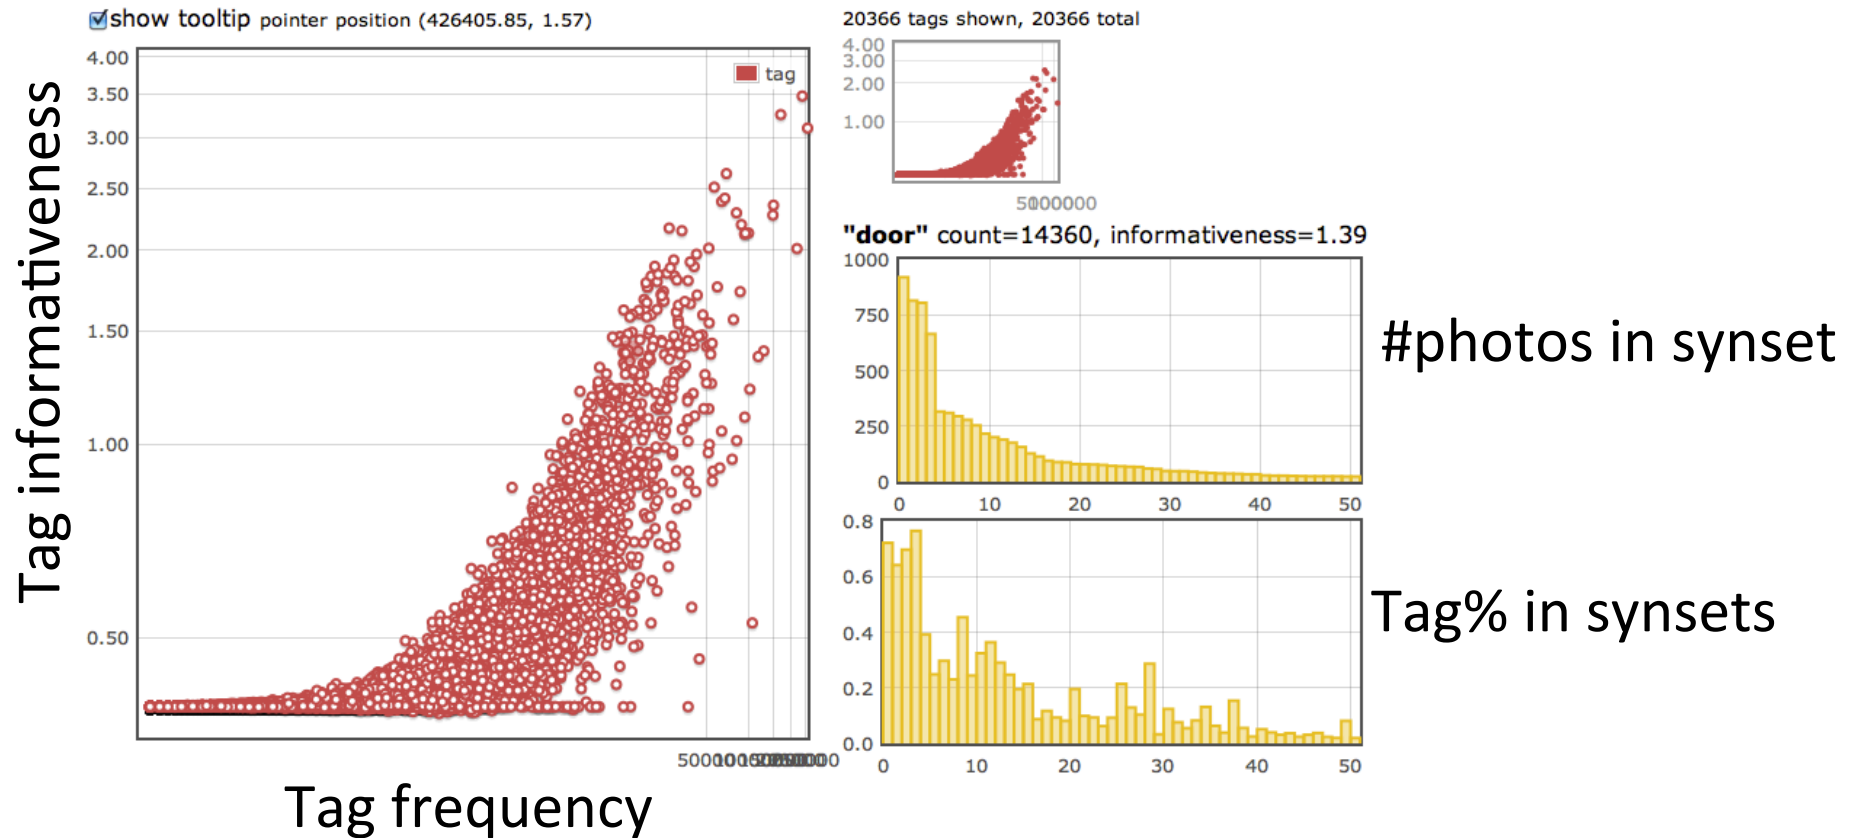 show tooltip pointer position (426405.85, 1.57)
4.00
3.50
3.00
2.50
2.00
1.50
1.00
0.50
tag
Tag informativeness
Tag frequency
20366 tags shown, 20366 total
4.00
3.00
2.00
1.00
"door" count=14360, informativeness=1.39
1000
750
500
250
0
0 10 20 30 40 50
#photos in synset
0.8
0.6
0.4
0.2
0.0
0 10 20 30 40 50
Tag% in synsets